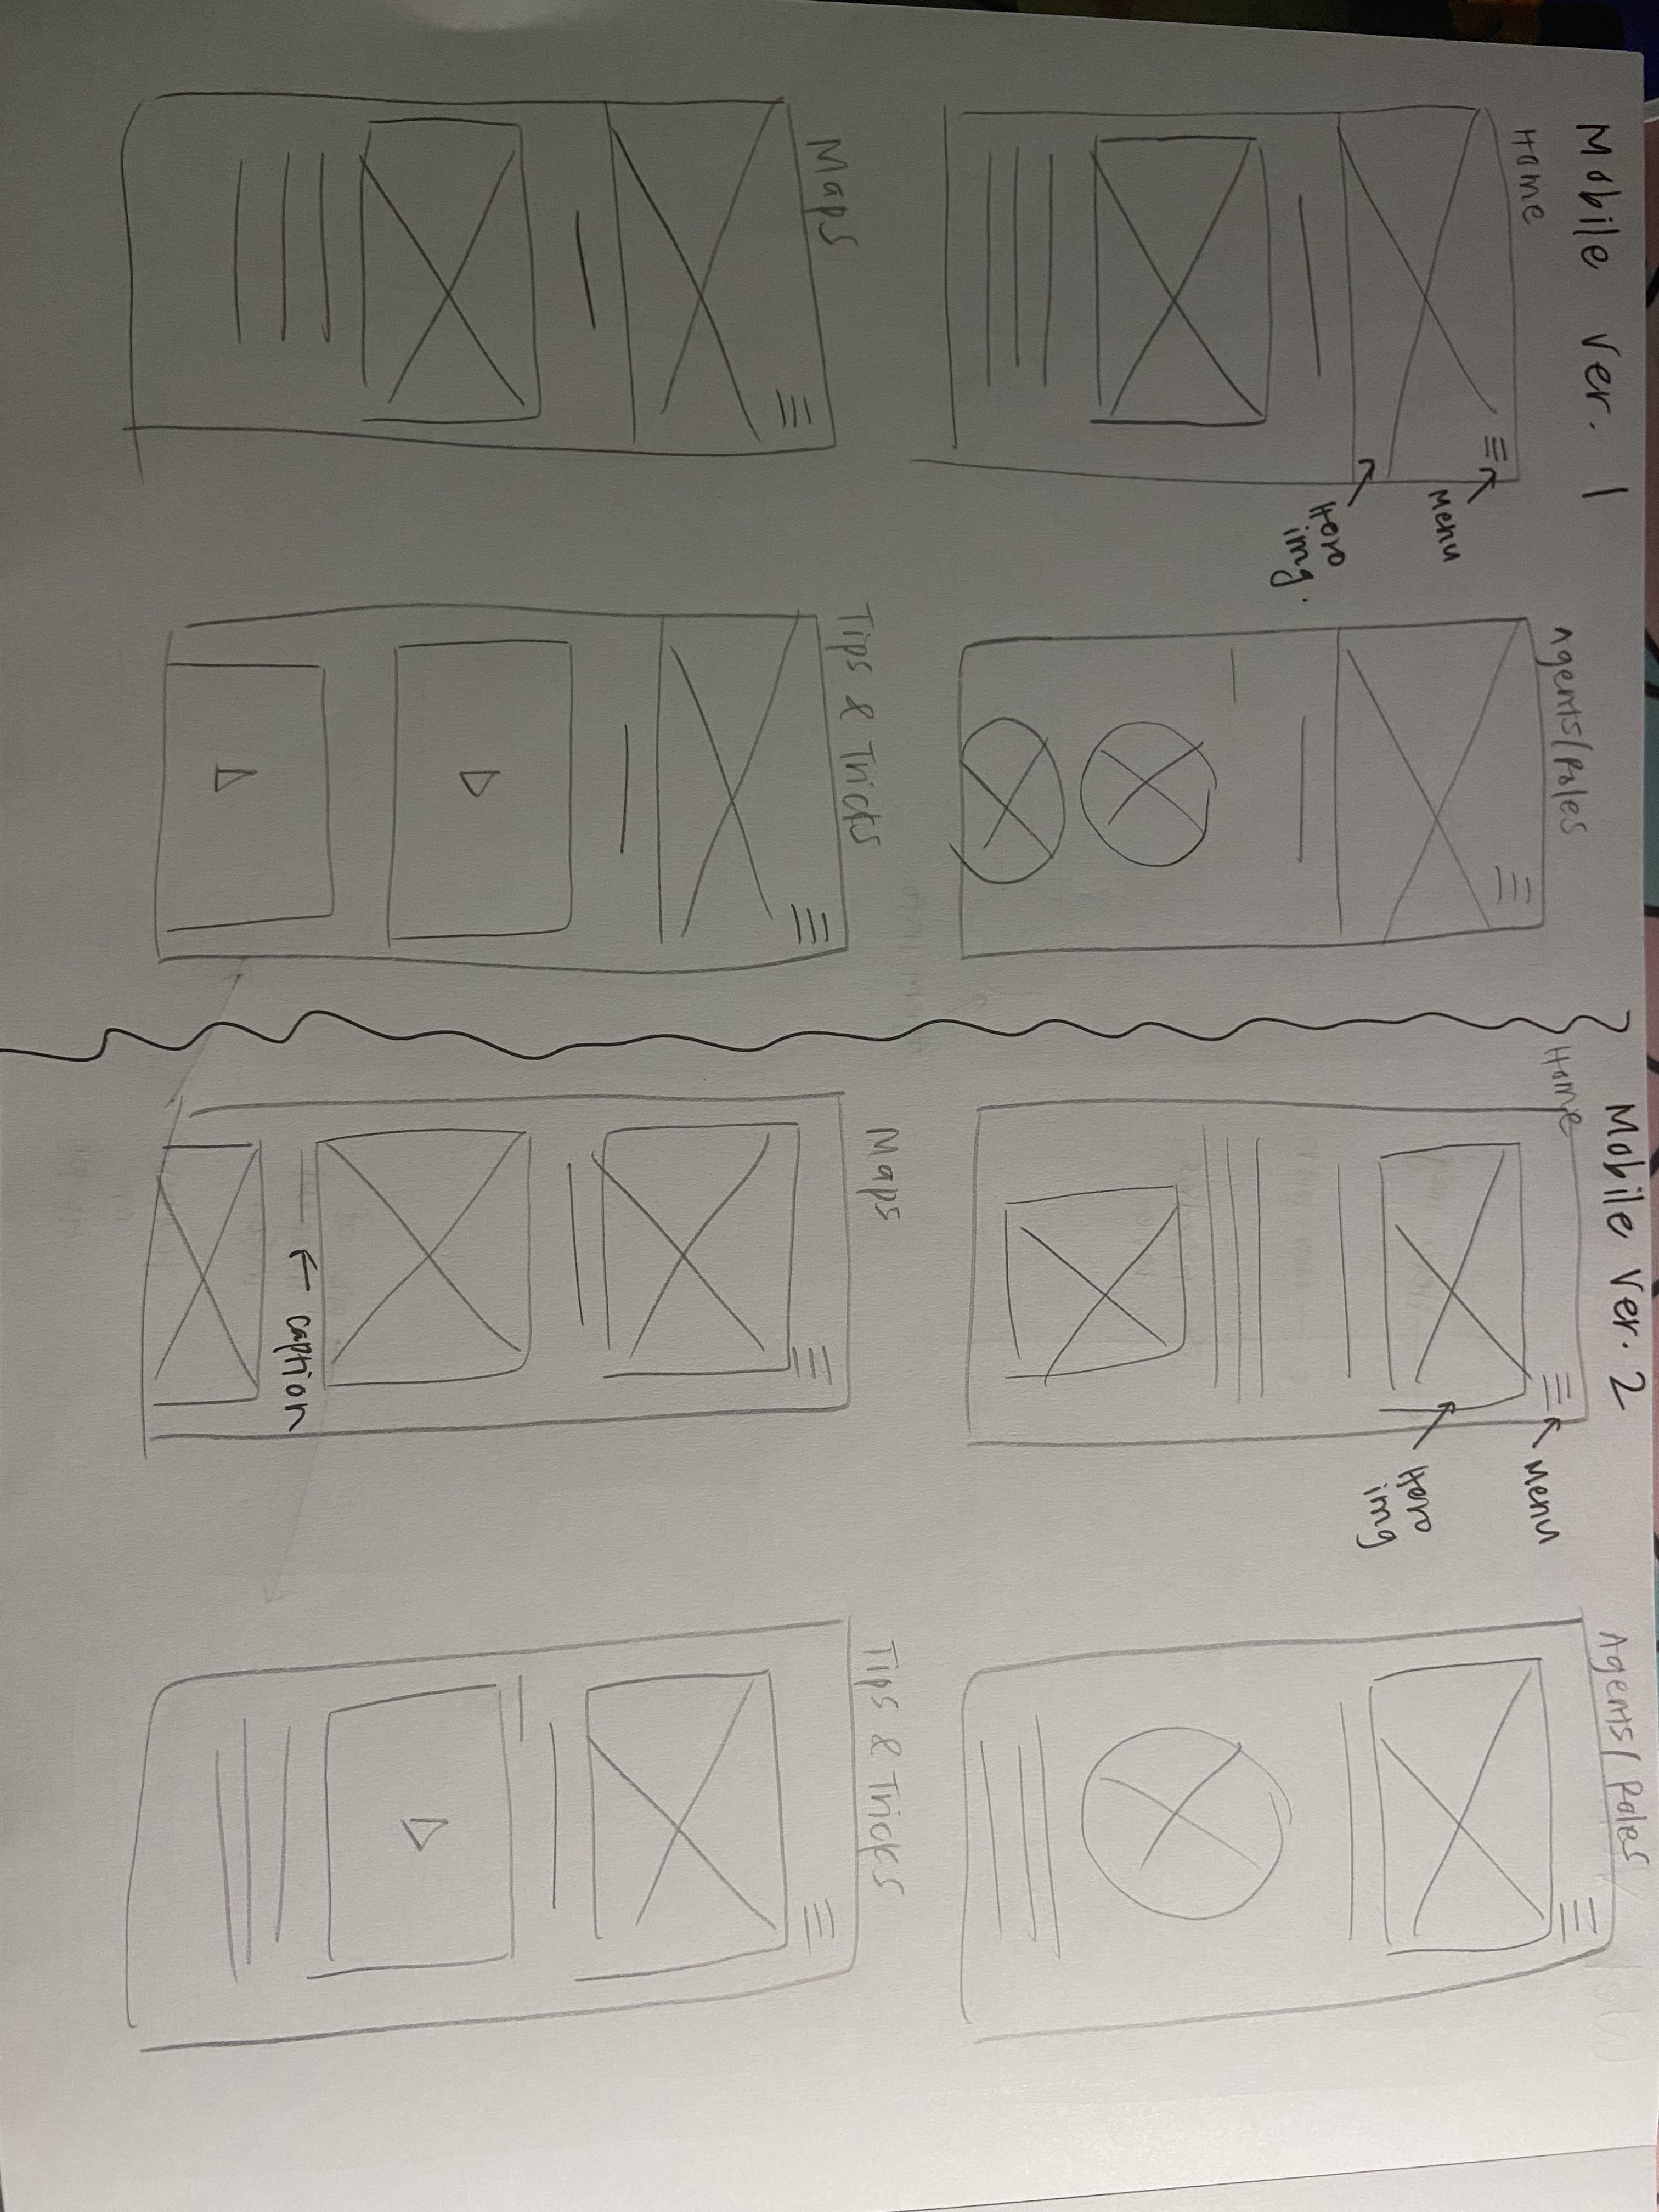 Mobile Ver. 1
Home
Menu
Hero
img.
Agents/Roles
Maps
Tips & Tricks
Mobile Ver. 2
Home
Menu
Hero
img
Agents/Roles
Maps
caption
Tips & Tricks